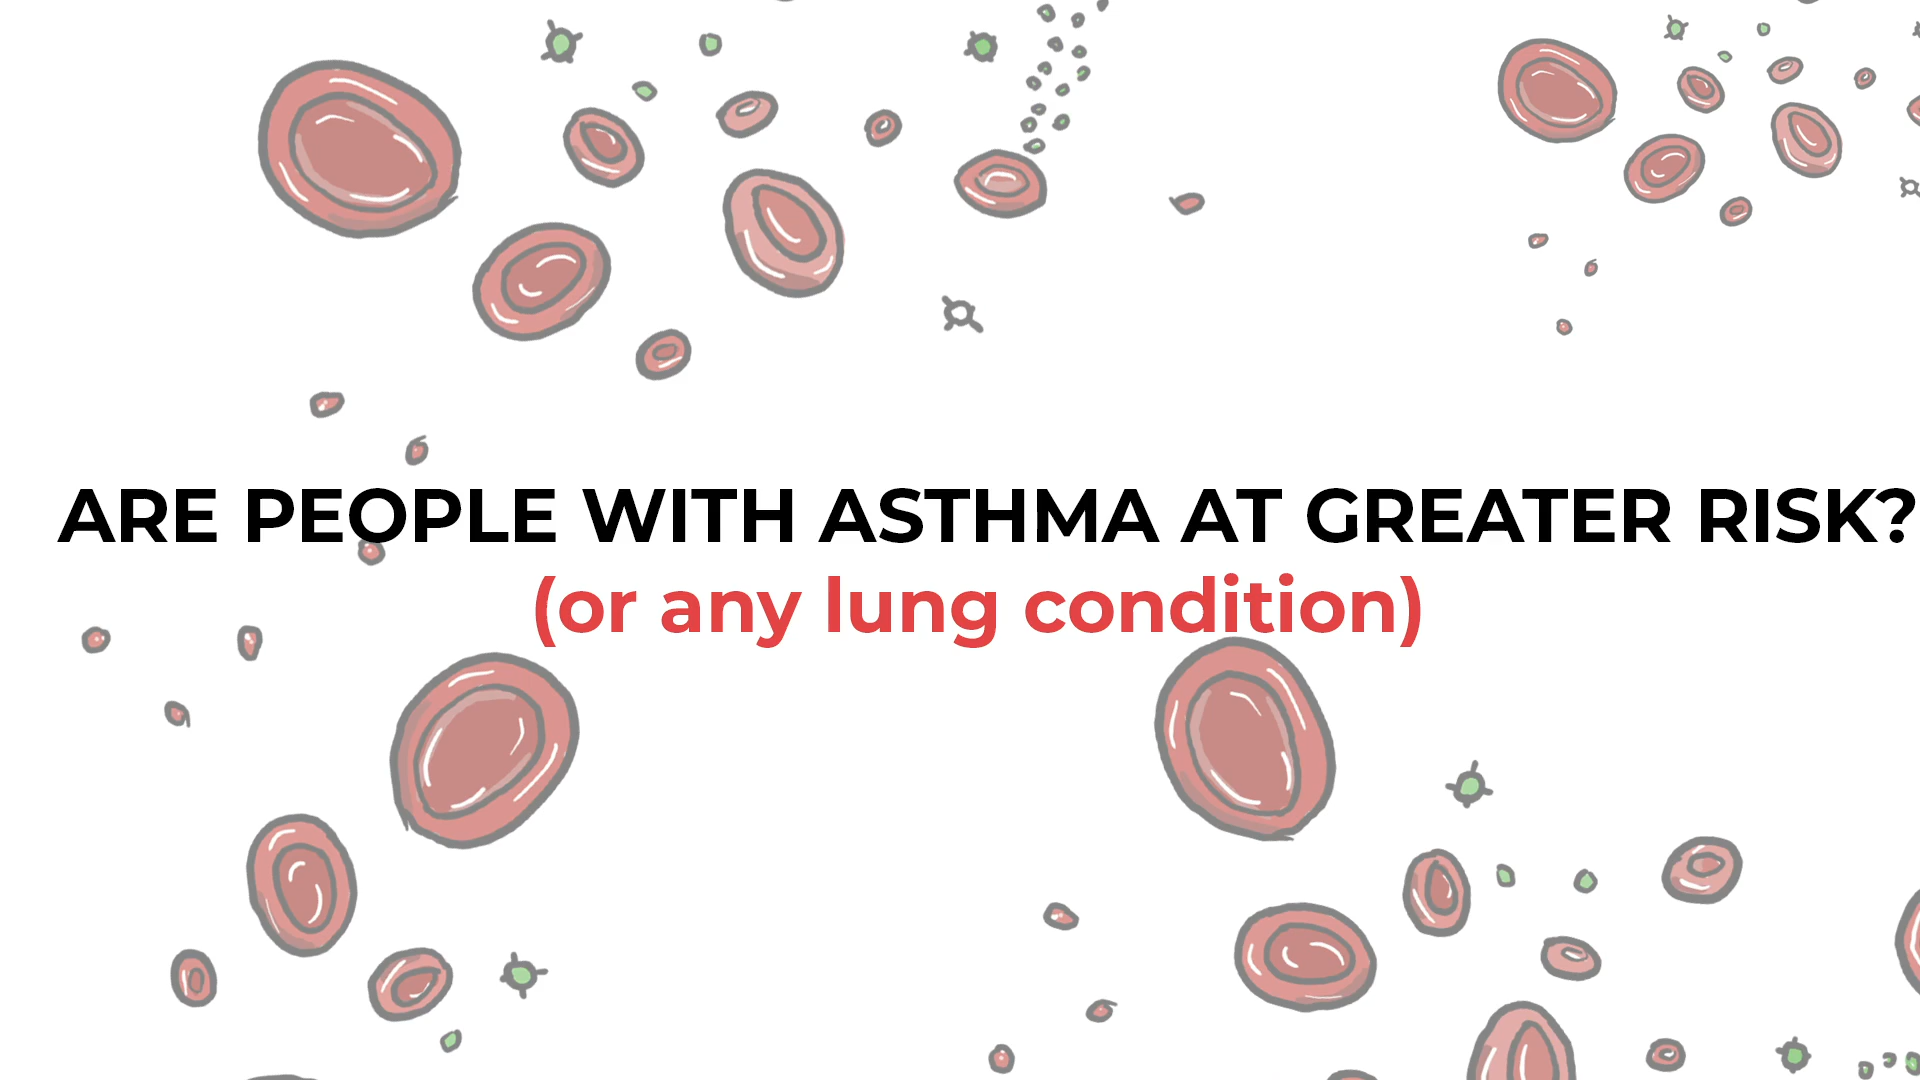 ARE PEOPLE WITH ASTHMA AT GREATER RISK?
(or any lung condition)